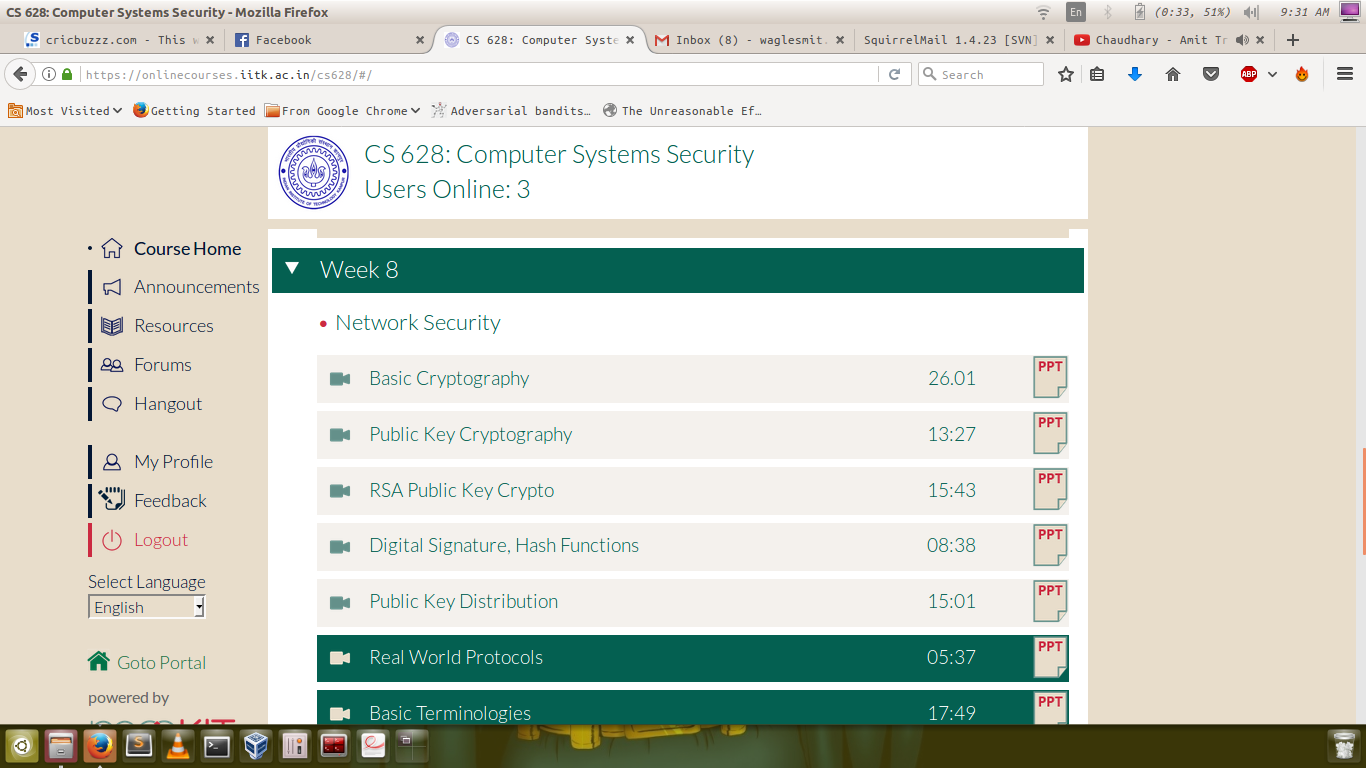 CS 628: Computer Systems Security - Mozilla Firefox
En
(0:33, 51%)
9:31 AM
cricbuzzz.com - This w
Facebook
CS 628: Computer Syste
Inbox (8) - waglesmit.
SquirrelMail 1.4.23 [SVN]
Chaudhary - Amit Tr
https://onlinecourses.iitk.ac.in/cs628/#/
Search
ABP
Most Visited
Getting Started
From Google Chrome
Adversarial bandits…
The Unreasonable Ef…
CS 628: Computer Systems Security
Users Online: 3
Course Home
Announcements
Resources
Forums
Hangout
My Profile
Feedback
Logout
Select Language
English
Goto Portal
powered by
Week 8
Network Security
Basic Cryptography 26.01 PPT
Public Key Cryptography 13:27 PPT
RSA Public Key Crypto 15:43 PPT
Digital Signature, Hash Functions 08:38 PPT
Public Key Distribution 15:01 PPT
Real World Protocols 05:37 PPT
Basic Terminologies 17:49 PPT